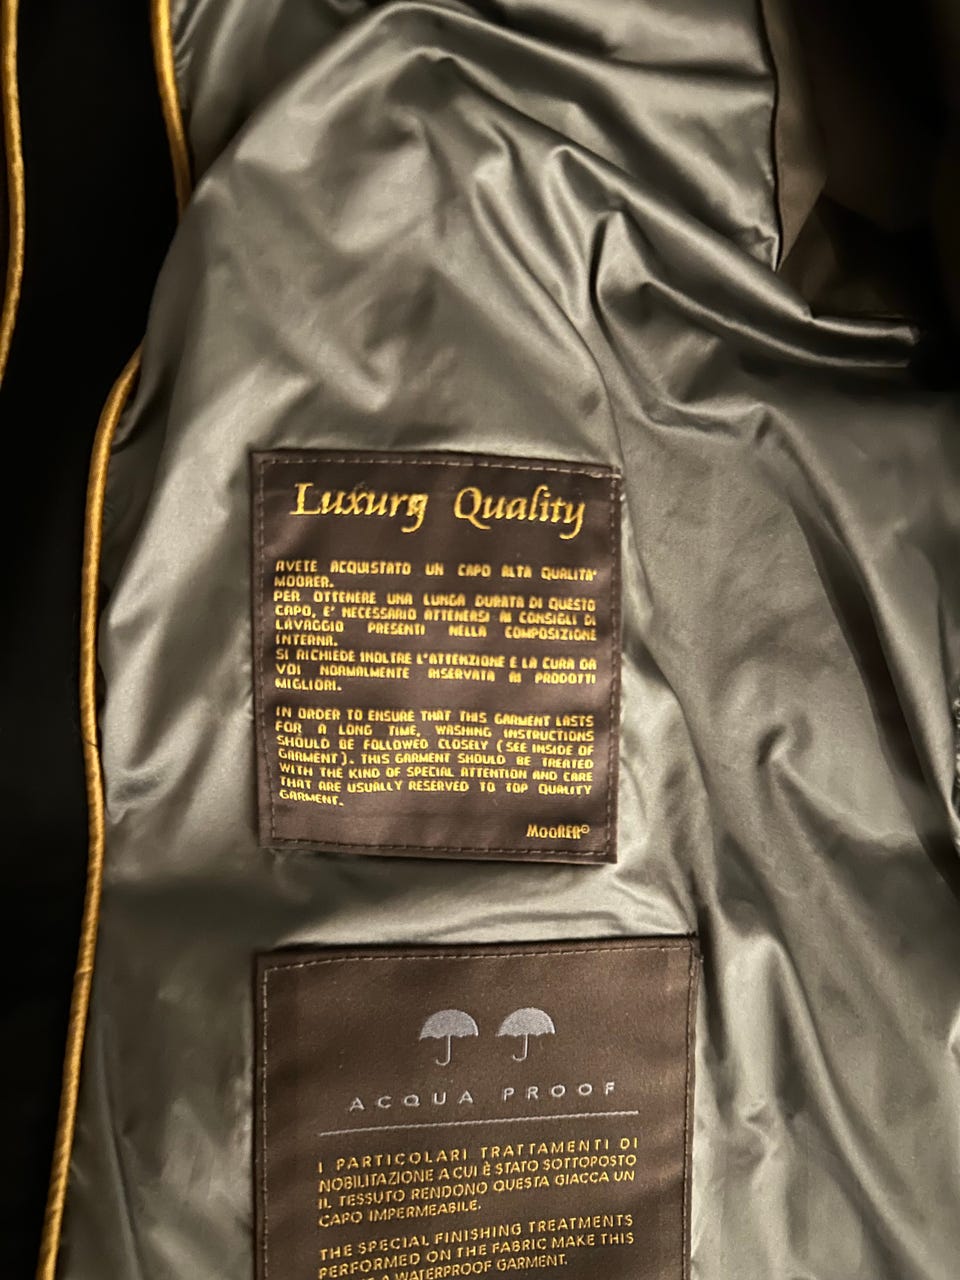 Luxury Quality
AVETE ACQUISTATO UN CAPO ALTA QUALITA'
MOORER.
PER OTTENERE UNA LUNGA DURATA DI QUESTO
CAPO, E' NECESSARIO ATTENERSI AI CONSIGLI DI
LAVAGGIO PRESENTI NELLA COMPOSIZIONE
INTERNA.
SI RICHIEDE INOLTRE L'ATTENZIONE E LA CURA DA
VOI NORMALMENTE RISERVATA AI PRODOTTI
MIGLIORI.
IN ORDER TO ENSURE THAT THIS GARMENT LASTS
FOR A LONG TIME, WASHING INSTRUCTIONS
SHOULD BE FOLLOWED CLOSELY (SEE INSIDE OF
GARMENT). THIS GARMENT SHOULD BE TREATED
WITH THE KIND OF SPECIAL ATTENTION AND CARE
THAT ARE USUALLY RESERVED TO TOP QUALITY
GARMENT.
MOORER©
ACQUA PROOF
I PARTICOLARI TRATTAMENTI DI
NOBILITAZIONE A CUI È STATO SOTTOPOSTO
IL TESSUTO RENDONO QUESTA GIACCA UN
CAPO IMPERMEABILE.
THE SPECIAL FINISHING TREATMENTS
PERFORMED ON THE FABRIC MAKE THIS
A WATERPROOF GARMENT.